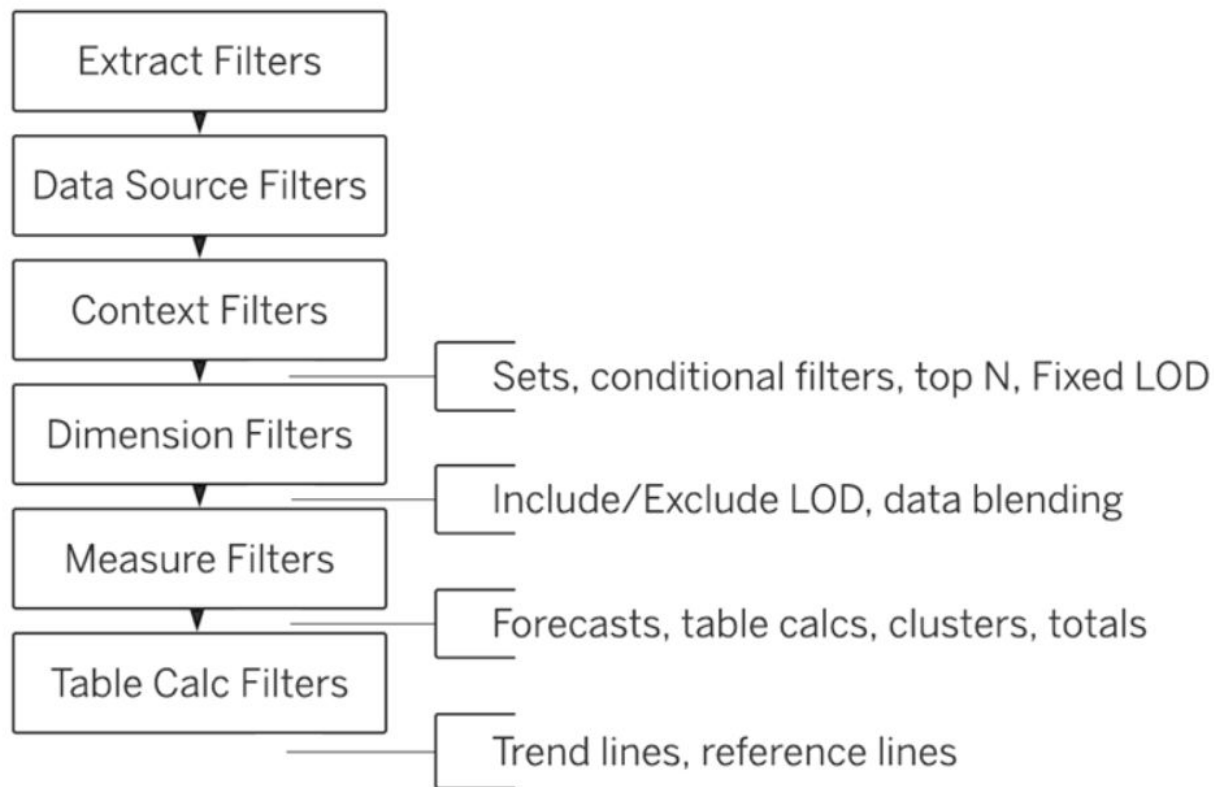 Extract Filters
Data Source Filters
Context Filters
Sets, conditional filters, top N, Fixed LOD
Dimension Filters
Include/Exclude LOD, data blending
Measure Filters
Forecasts, table calcs, clusters, totals
Table Calc Filters
Trend lines, reference lines